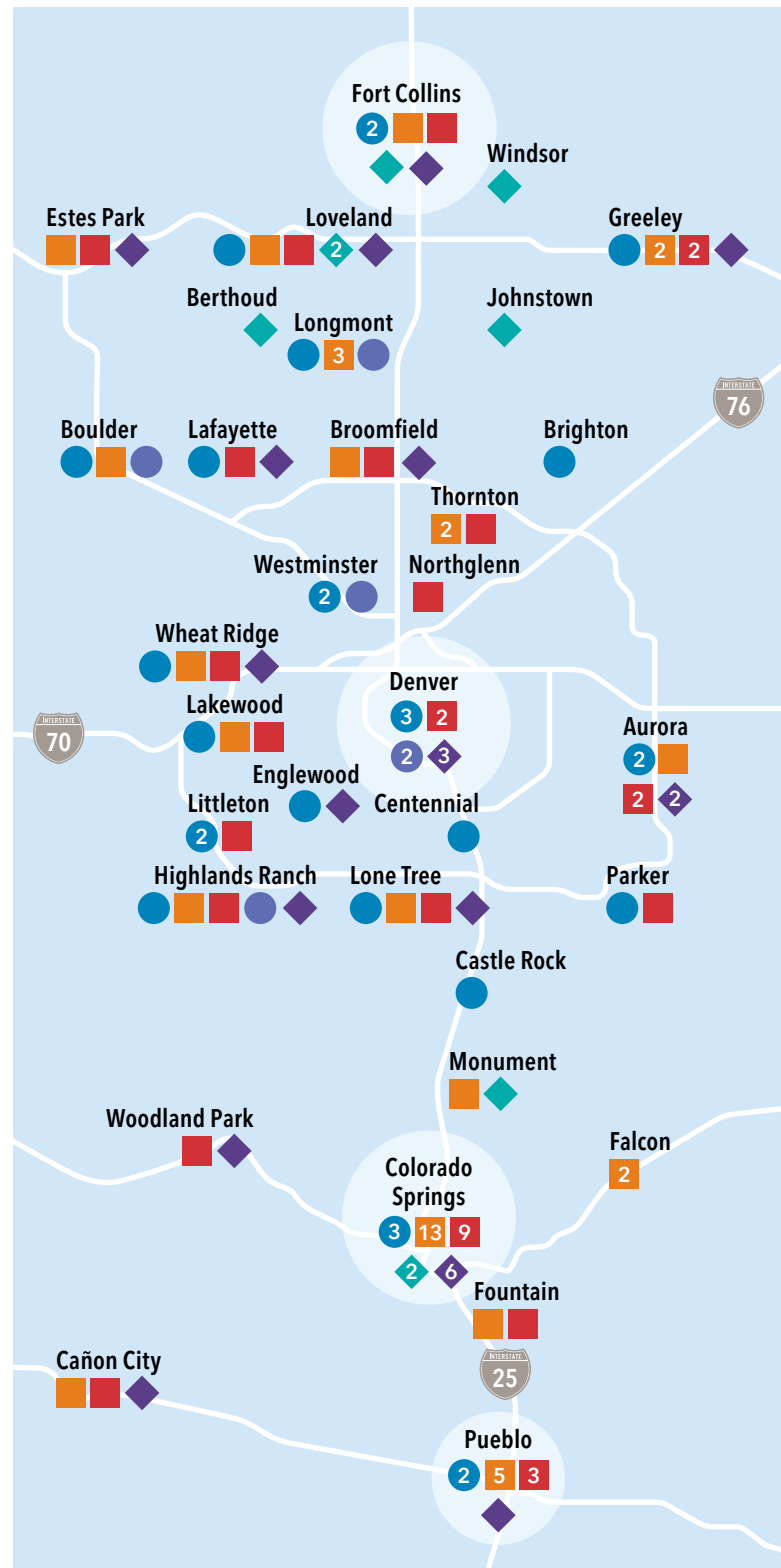 Fort Collins
2
Windsor
Estes Park
Loveland
Greeley
2
2 2
Berthoud
Johnstown
Longmont
3
INTERSTATE
76
Boulder
Lafayette
Broomfield
Brighton
Thornton
2
Westminster
Northglenn
2
Wheat Ridge
Denver
3 2
2 3
Lakewood
INTERSTATE
70
Aurora
2
2 2
Englewood
Littleton
2
Centennial
Highlands Ranch
Lone Tree
Parker
Castle Rock
Monument
Woodland Park
Falcon
2
Colorado
Springs
3 13 9
2 6
Fountain
INTERSTATE
25
Cañon City
Pueblo
2 5 3